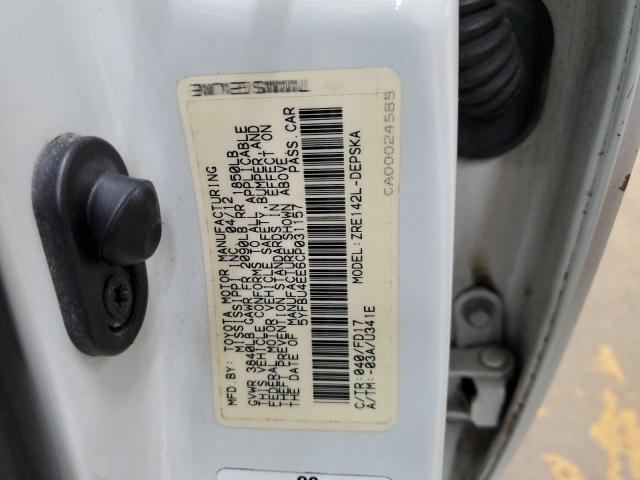 MFD.BY: TOYOTA MOTOR MANUFACTURING
MISSISSIPPI, INC. 04/12
GVWR 3840LB GAWR FR 2090LB RR 1850LB
THIS VEHICLE CONFORMS TO ALL APPLICABLE
FEDERAL MOTOR VEHICLE SAFETY, BUMPER, AND
THEFT PREVENTION STANDARDS IN EFFECT ON
THE DATE OF MANUFACTURE SHOWN ABOVE.
5YFBU4EE6CP031157 PASS.CAR
C/TR:040/FD17 MODEL:ZRE142L-DEPSKA
A/TM:-03A/U341E
CA00024585